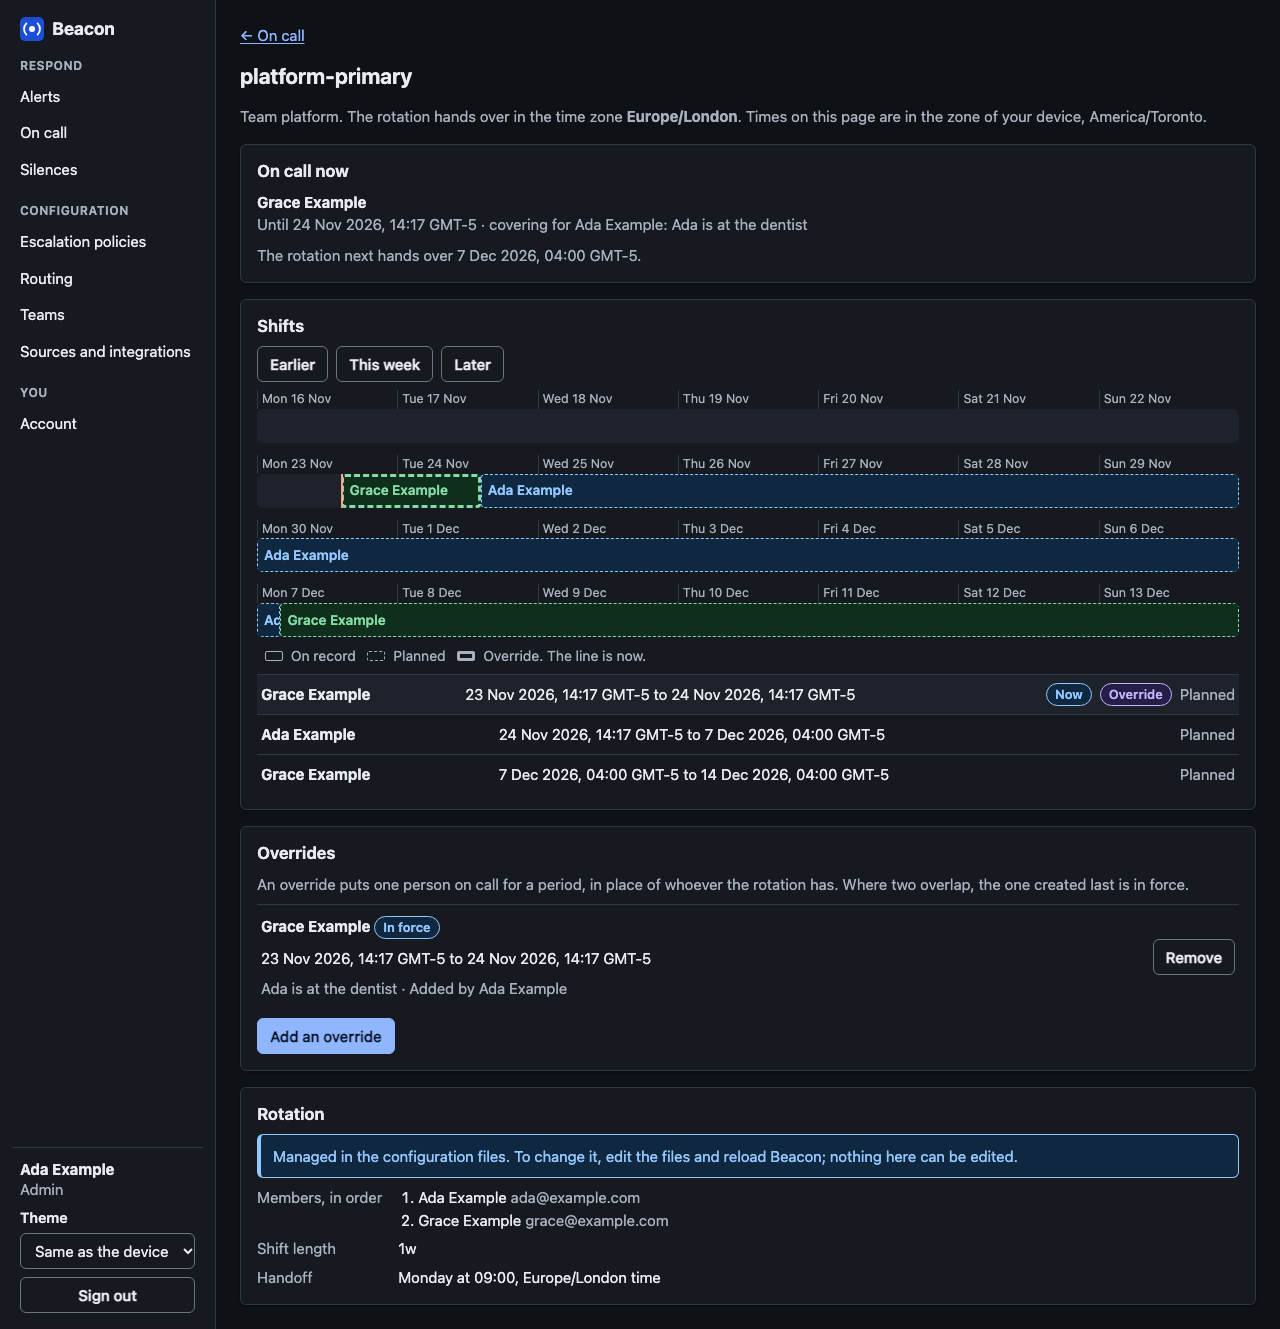 Beacon
RESPOND
Alerts
On call
Silences
CONFIGURATION
Escalation policies
Routing
Teams
Sources and integrations
YOU
Account
Ada Example
Admin
Theme
Same as the device
Sign out
← On call
platform-primary
Team platform. The rotation hands over in the time zone Europe/London. Times on this page are in the zone of your device, America/Toronto.
On call now
Grace Example
Until 24 Nov 2026, 14:17 GMT-5 · covering for Ada Example: Ada is at the dentist
The rotation next hands over 7 Dec 2026, 04:00 GMT-5.
Shifts
Earlier This week Later
Mon 16 Nov Tue 17 Nov Wed 18 Nov Thu 19 Nov Fri 20 Nov Sat 21 Nov Sun 22 Nov
Mon 23 Nov Tue 24 Nov Wed 25 Nov Thu 26 Nov Fri 27 Nov Sat 28 Nov Sun 29 Nov
Grace Example Ada Example
Mon 30 Nov Tue 1 Dec Wed 2 Dec Thu 3 Dec Fri 4 Dec Sat 5 Dec Sun 6 Dec
Ada Example
Mon 7 Dec Tue 8 Dec Wed 9 Dec Thu 10 Dec Fri 11 Dec Sat 12 Dec Sun 13 Dec
Grace Example
On record Planned Override. The line is now.
Grace Example 23 Nov 2026, 14:17 GMT-5 to 24 Nov 2026, 14:17 GMT-5 Now Override Planned
Ada Example 24 Nov 2026, 14:17 GMT-5 to 7 Dec 2026, 04:00 GMT-5 Planned
Grace Example 7 Dec 2026, 04:00 GMT-5 to 14 Dec 2026, 04:00 GMT-5 Planned
Overrides
An override puts one person on call for a period, in place of whoever the rotation has. Where two overlap, the one created last is in force.
Grace Example In force
23 Nov 2026, 14:17 GMT-5 to 24 Nov 2026, 14:17 GMT-5
Remove
Ada is at the dentist · Added by Ada Example
Add an override
Rotation
Managed in the configuration files. To change it, edit the files and reload Beacon; nothing here can be edited.
Members, in order 1. Ada Example ada@example.com
2. Grace Example grace@example.com
Shift length 1w
Handoff Monday at 09:00, Europe/London time